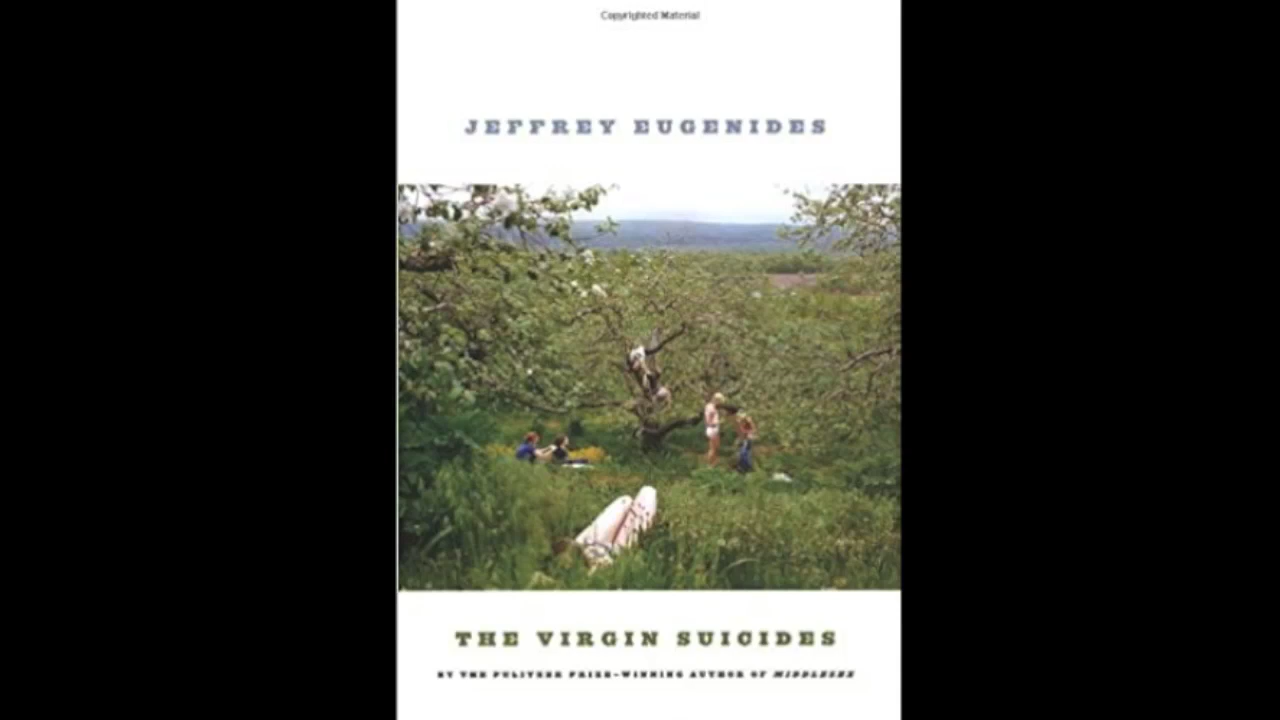 Copyrighted Material
JEFFREY EUGENIDES
THE VIRGIN SUICIDES
BY THE PULITZER PRIZE-WINNING AUTHOR OF MIDDLESEX